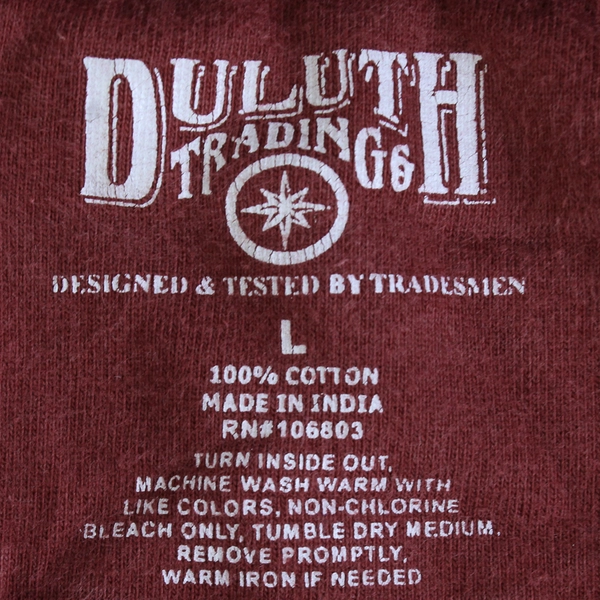 DULUTH
TRADING Co
DESIGNED & TESTED BY TRADESMEN
L
100% COTTON
MADE IN INDIA
RN#106803
TURN INSIDE OUT,
MACHINE WASH WARM WITH
LIKE COLORS, NON-CHLORINE
BLEACH ONLY, TUMBLE DRY MEDIUM.
REMOVE PROMPTLY,
WARM IRON IF NEEDED